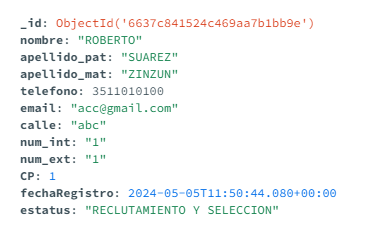 _id: ObjectId('6637c841524c469aa7b1bb9e')
nombre: "ROBERTO"
apellido_pat: "SUAREZ"
apellido_mat: "ZINZUN"
telefono: 3511010100
email: "acc@gmail.com"
calle: "abc"
num_int: "1"
num_ext: "1"
CP: 1
fechaRegistro: 2024-05-05T11:50:44.080+00:00
estatus: "RECLUTAMIENTO Y SELECCION"